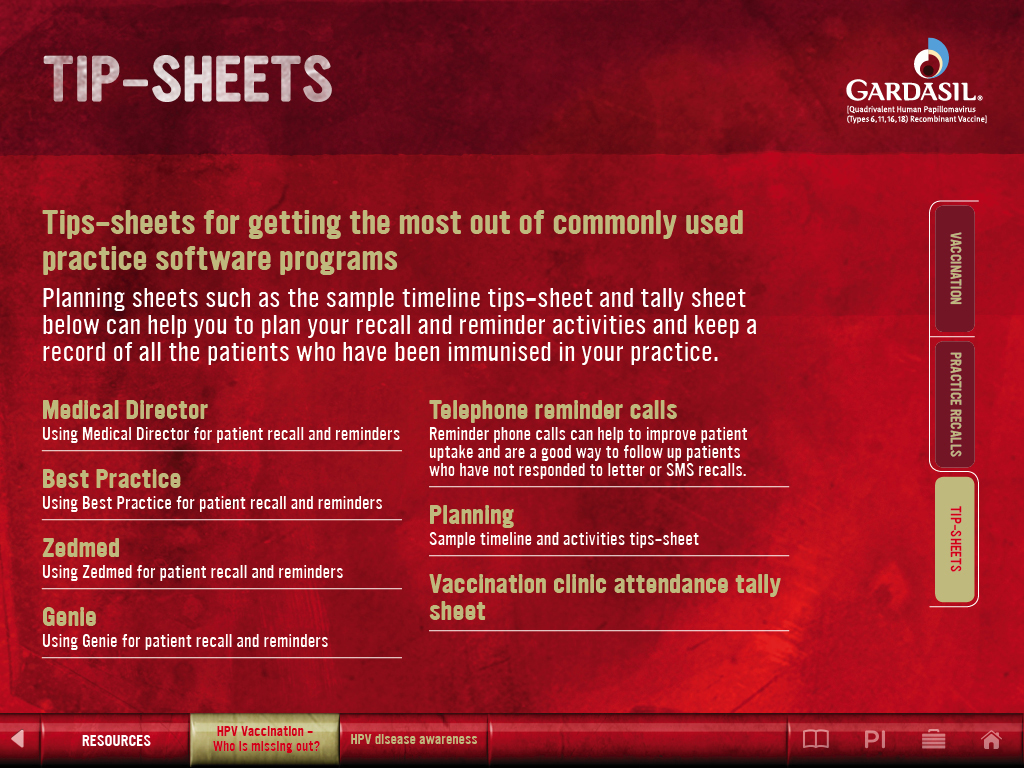 TIP-SHEETS
GARDASIL®
[Quadrivalent Human Papillomavirus
(Types 6,11,16,18) Recombinant Vaccine]
Tips-sheets for getting the most out of commonly used
practice software programs
Planning sheets such as the sample timeline tips-sheet and tally sheet
below can help you to plan your recall and reminder activities and keep a
record of all the patients who have been immunised in your practice.
Medical Director
Using Medical Director for patient recall and reminders
Best Practice
Using Best Practice for patient recall and reminders
Zedmed
Using Zedmed for patient recall and reminders
Genie
Using Genie for patient recall and reminders
Telephone reminder calls
Reminder phone calls can help to improve patient
uptake and are a good way to follow up patients
who have not responded to letter or SMS recalls.
Planning
Sample timeline and activities tips-sheet
Vaccination clinic attendance tally
sheet
VACCINATION
PRACTICE RECALLS
TIP-SHEETS
RESOURCES
HPV Vaccination -
Who is missing out?
HPV disease awareness
PI